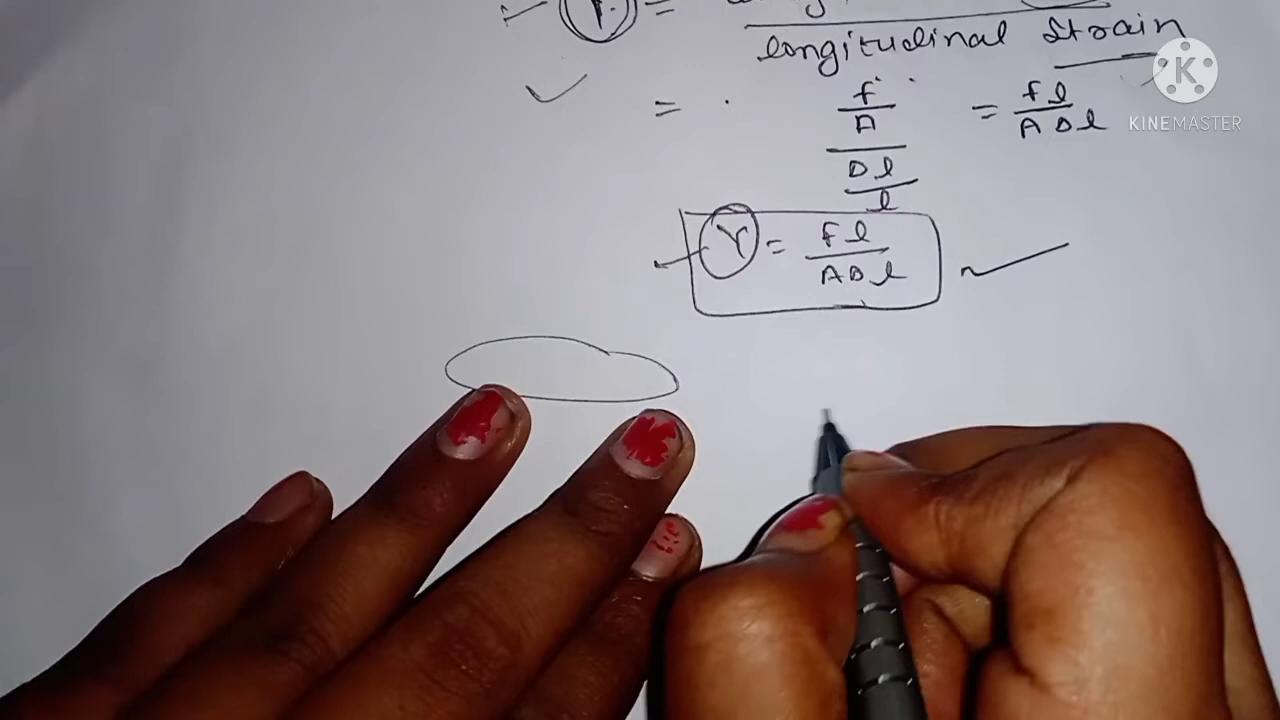 Y =
longitudinal strain
= f/A / Δl/l = fl/AΔl
Y = Fl/AΔl
K
KINEMASTER